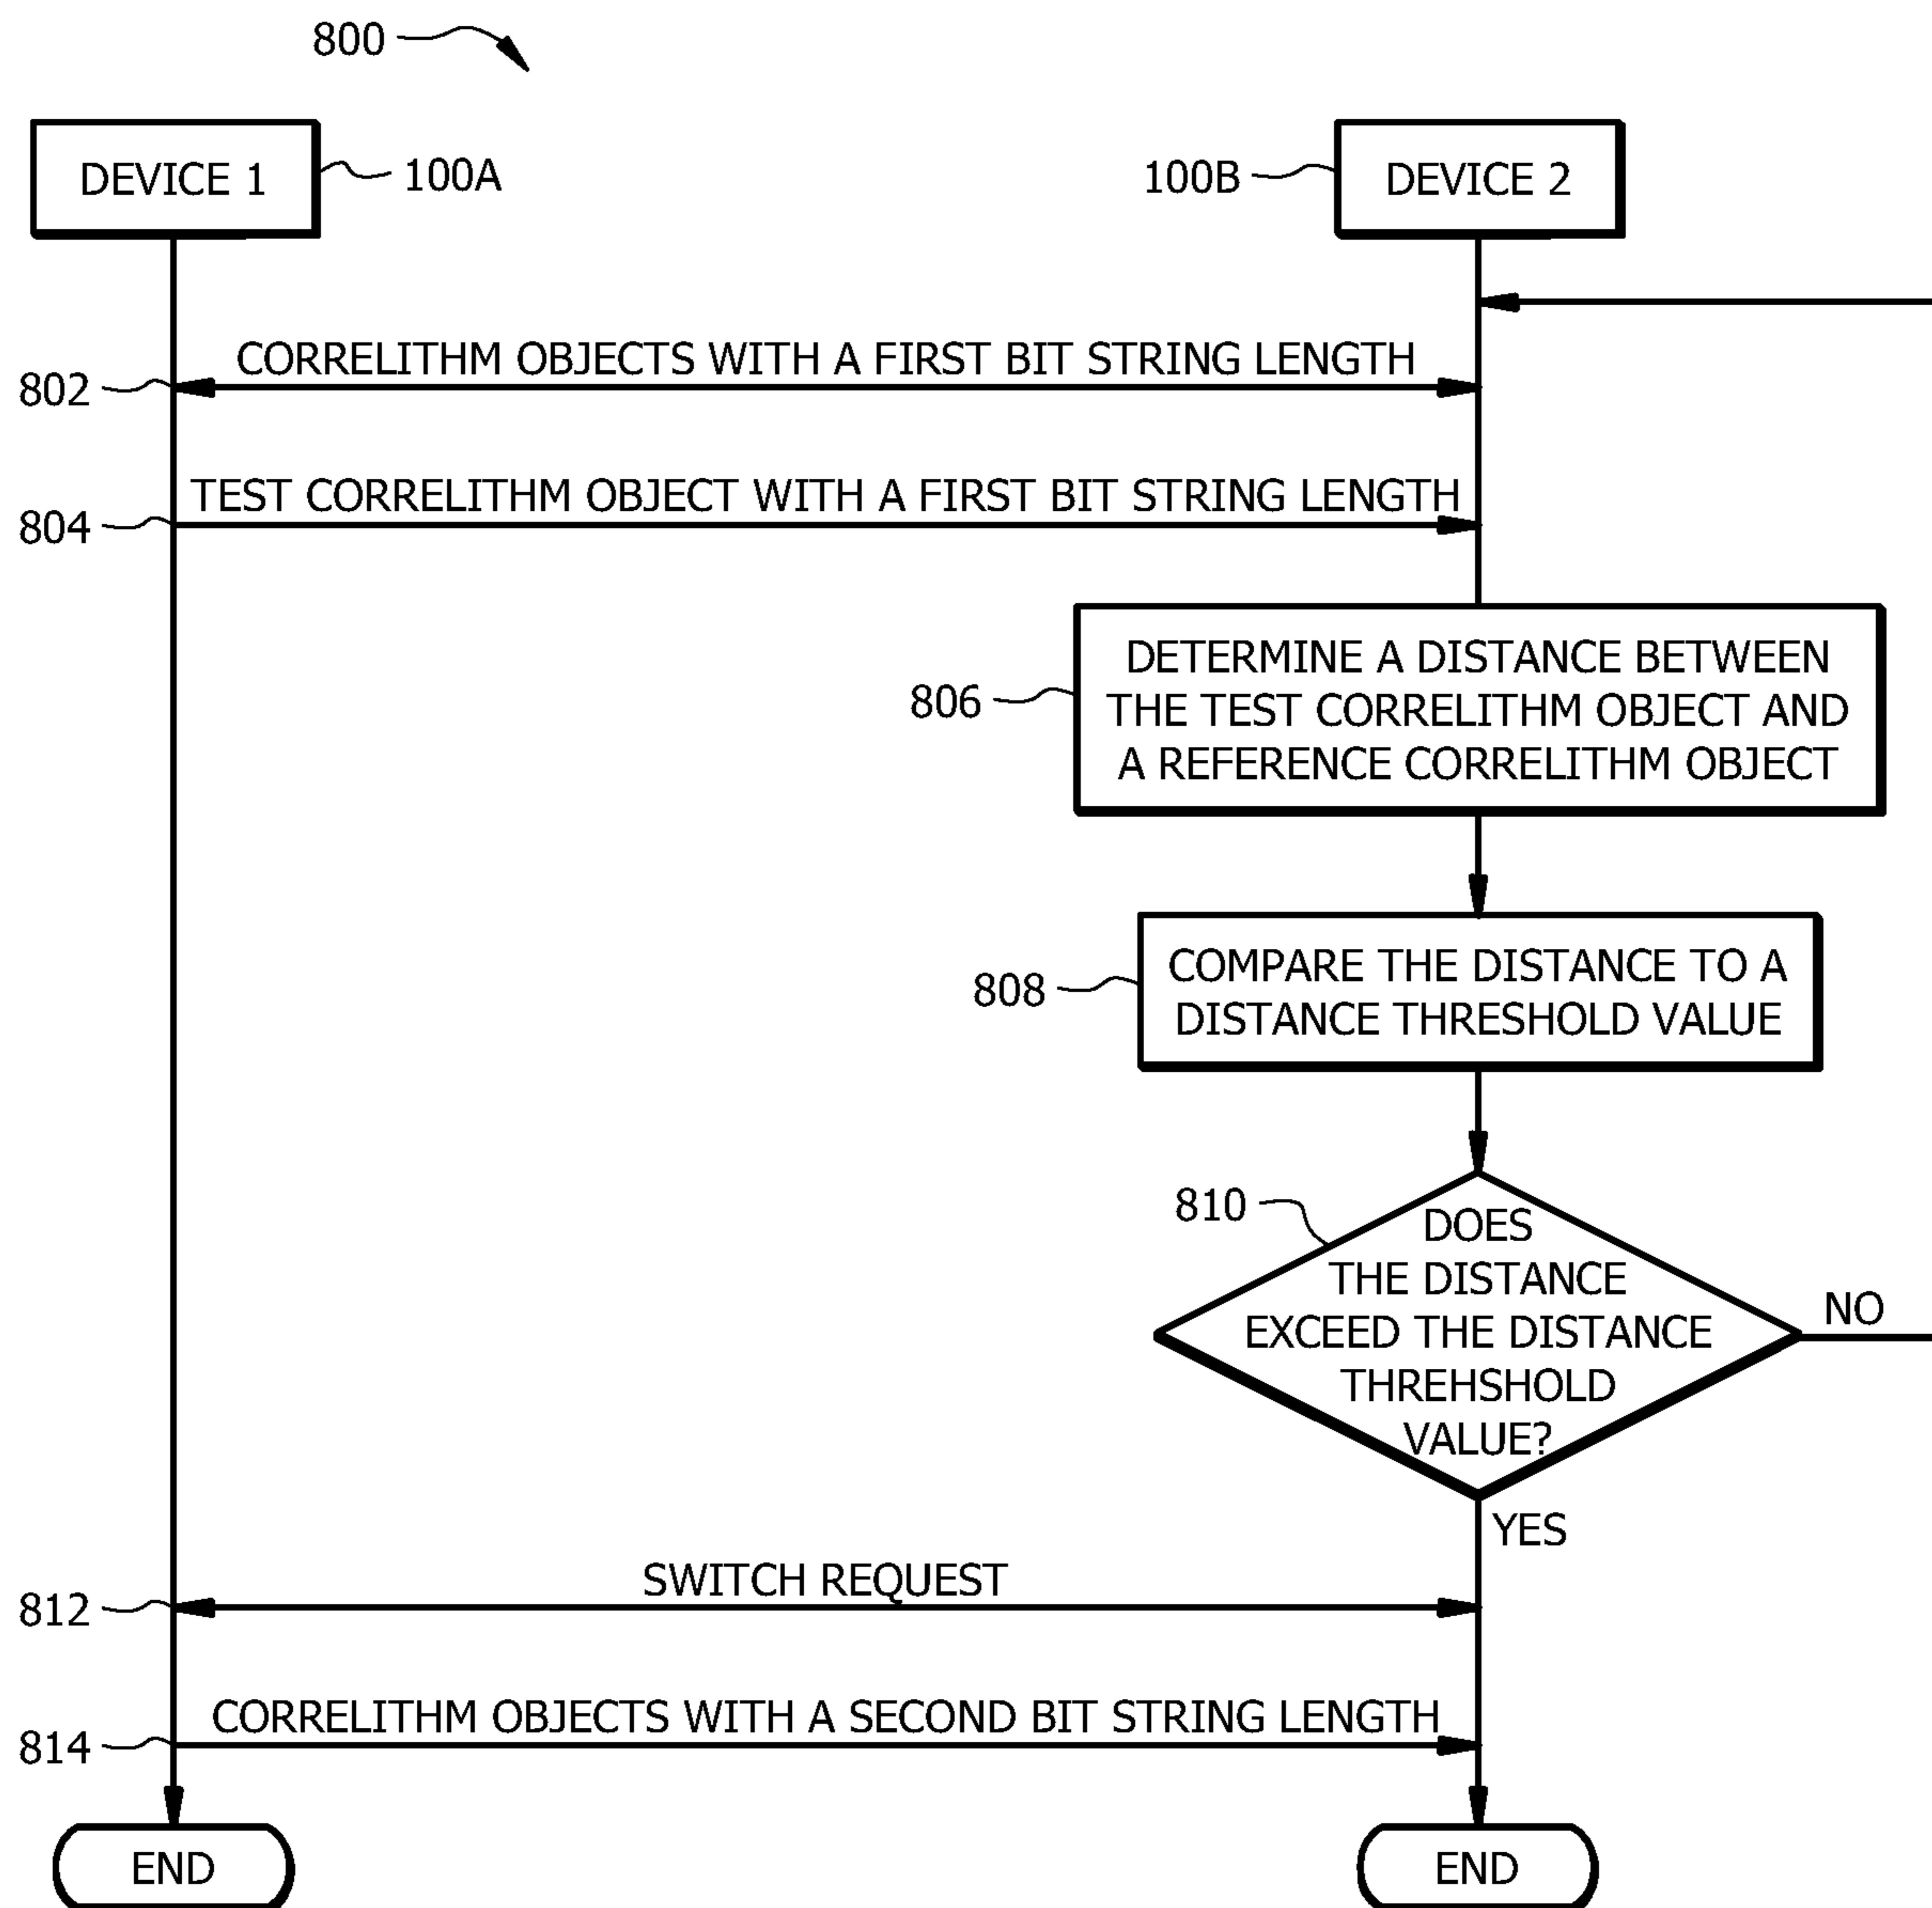 800
DEVICE 1
100A
100B
DEVICE 2
CORRELITHM OBJECTS WITH A FIRST BIT STRING LENGTH
802
TEST CORRELITHM OBJECT WITH A FIRST BIT STRING LENGTH
804
DETERMINE A DISTANCE BETWEEN
THE TEST CORRELITHM OBJECT AND
A REFERENCE CORRELITHM OBJECT
806
COMPARE THE DISTANCE TO A
DISTANCE THRESHOLD VALUE
808
810
DOES
THE DISTANCE
EXCEED THE DISTANCE
THREHSHOLD
VALUE?
NO
YES
SWITCH REQUEST
812
CORRELITHM OBJECTS WITH A SECOND BIT STRING LENGTH
814
END
END